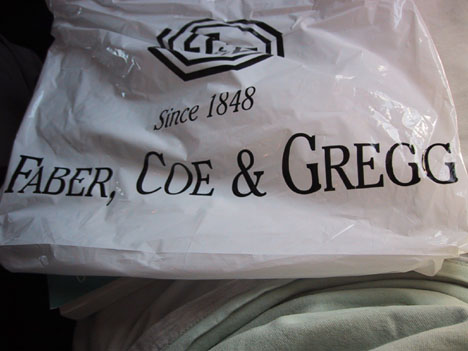 Since 1848
FABER, COE & GREGG